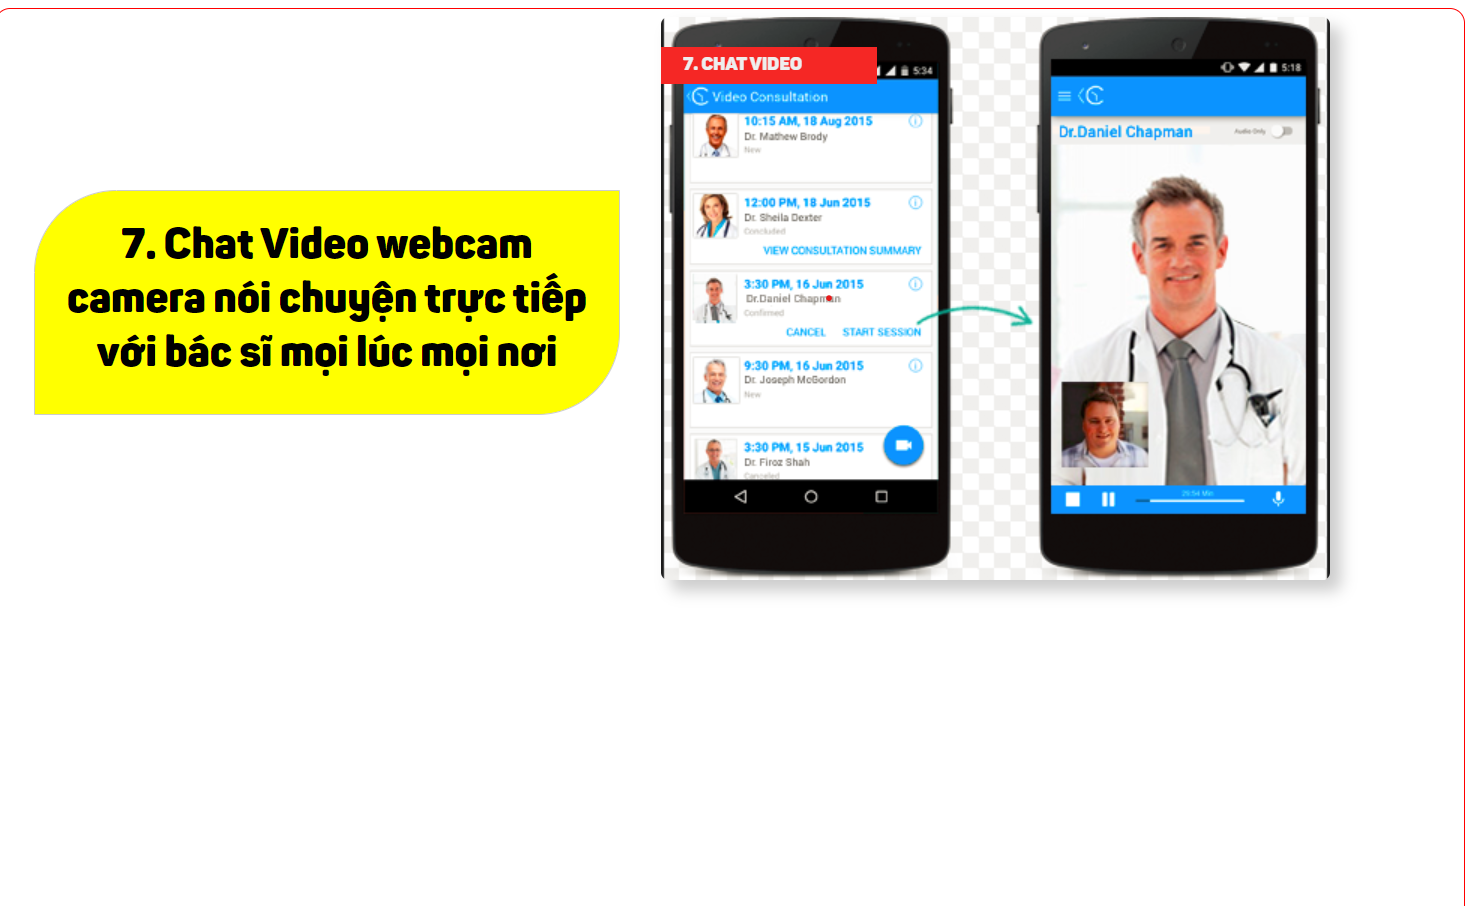 7. Chat Video webcam
camera nói chuyện trực tiếp
với bác sĩ mọi lúc mọi nơi
7. CHAT VIDEO
5:34
Video Consultation
10:15 AM, 18 Aug 2015
Dr. Mathew Brody
New
12:00 PM, 18 Jun 2015
Dr. Sheila Dexter
Concluded
VIEW CONSULTATION SUMMARY
3:30 PM, 16 Jun 2015
Dr.Daniel Chapman
Confirmed
CANCEL START SESSION
9:30 PM, 16 Jun 2015
Dr. Joseph McGordon
New
3:30 PM, 15 Jun 2015
Dr. Firoz Shah
Canceled
5:18
Dr.Daniel Chapman
Audio Only
26:54 Min